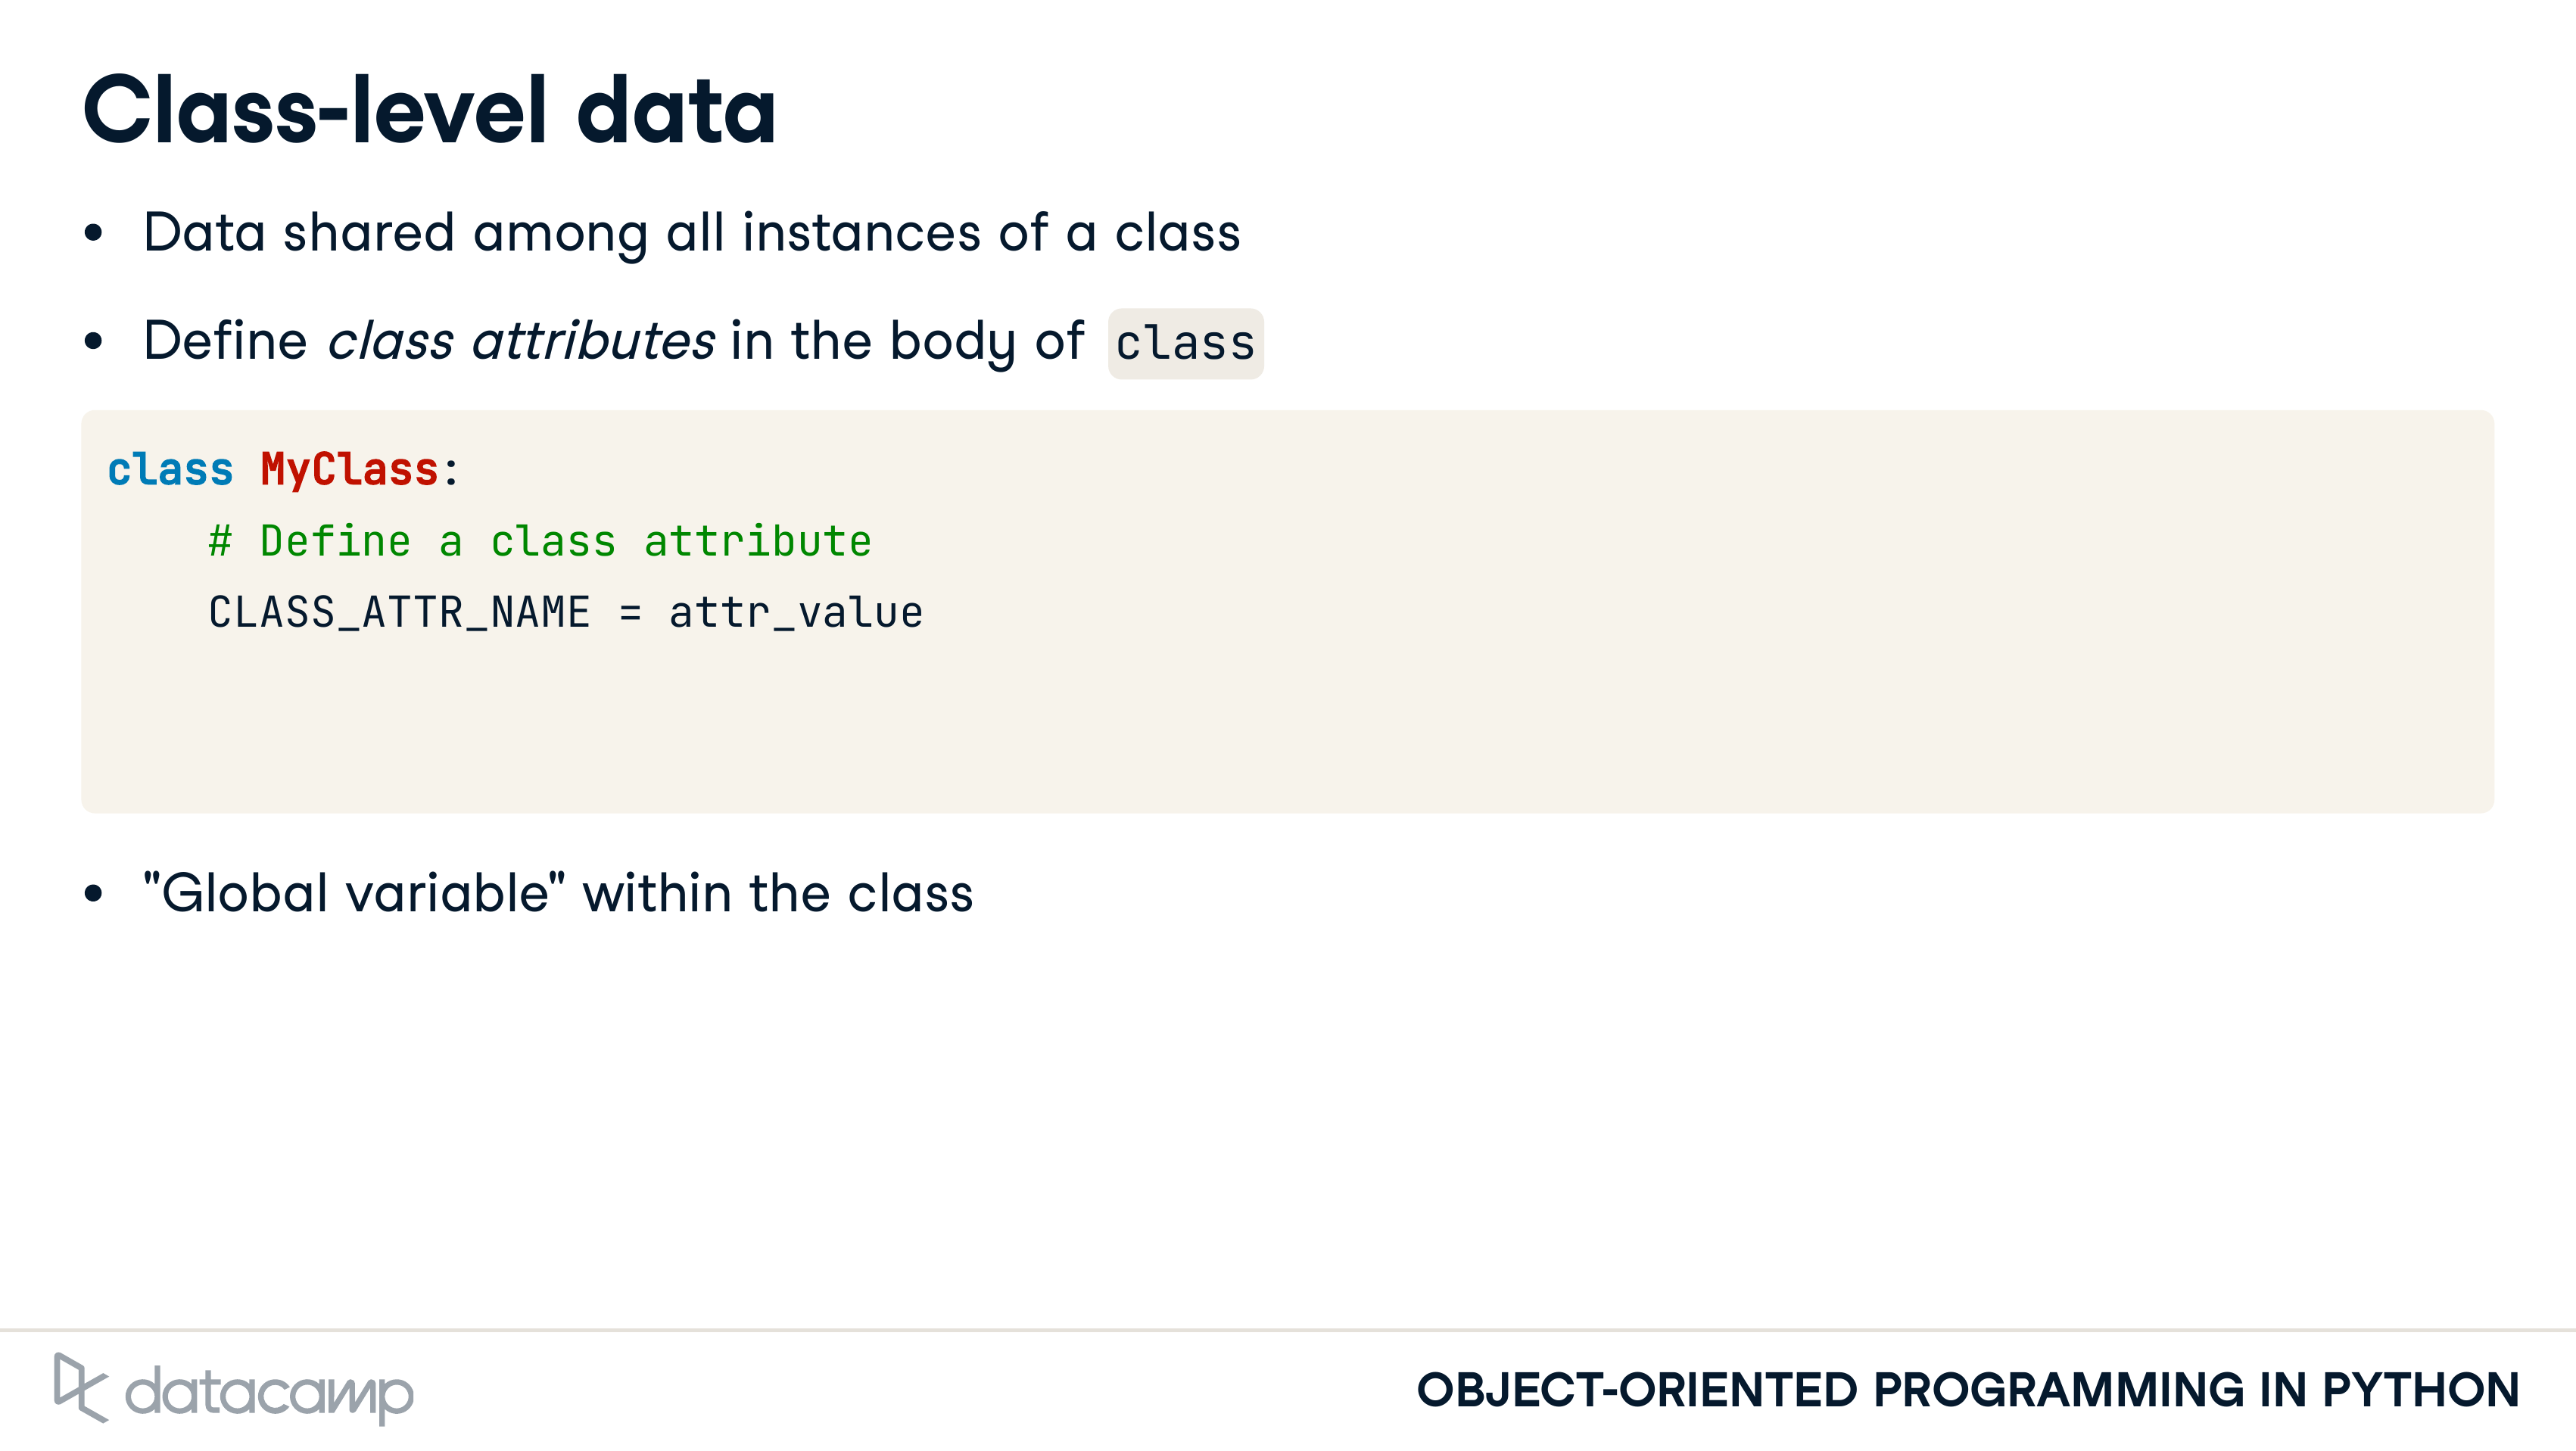 Class-level data
• Data shared among all instances of a class
• Define class attributes in the body of class
class MyClass:
    # Define a class attribute
    CLASS_ATTR_NAME = attr_value
• "Global variable" within the class
datacamp
OBJECT-ORIENTED PROGRAMMING IN PYTHON